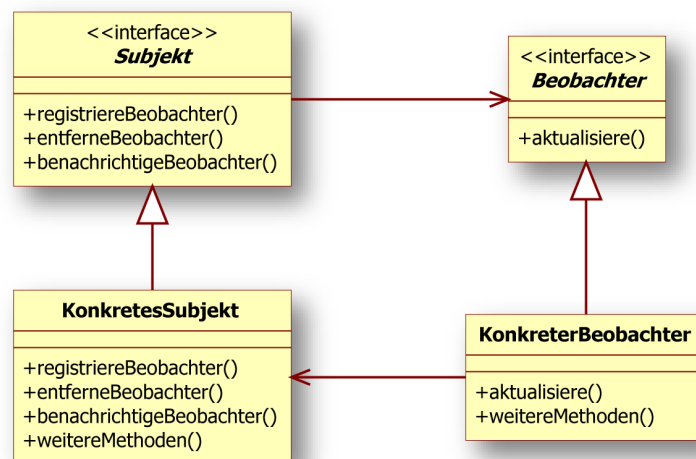 <<interface>>
Subjekt
+registriereBeobachter()
+entferneBeobachter()
+benachrichtigeBeobachter()
<<interface>>
Beobachter
+aktualisiere()
KonkretesSubjekt
+registriereBeobachter()
+entferneBeobachter()
+benachrichtigeBeobachter()
+weitereMethoden()
KonkreterBeobachter
+aktualisiere()
+weitereMethoden()